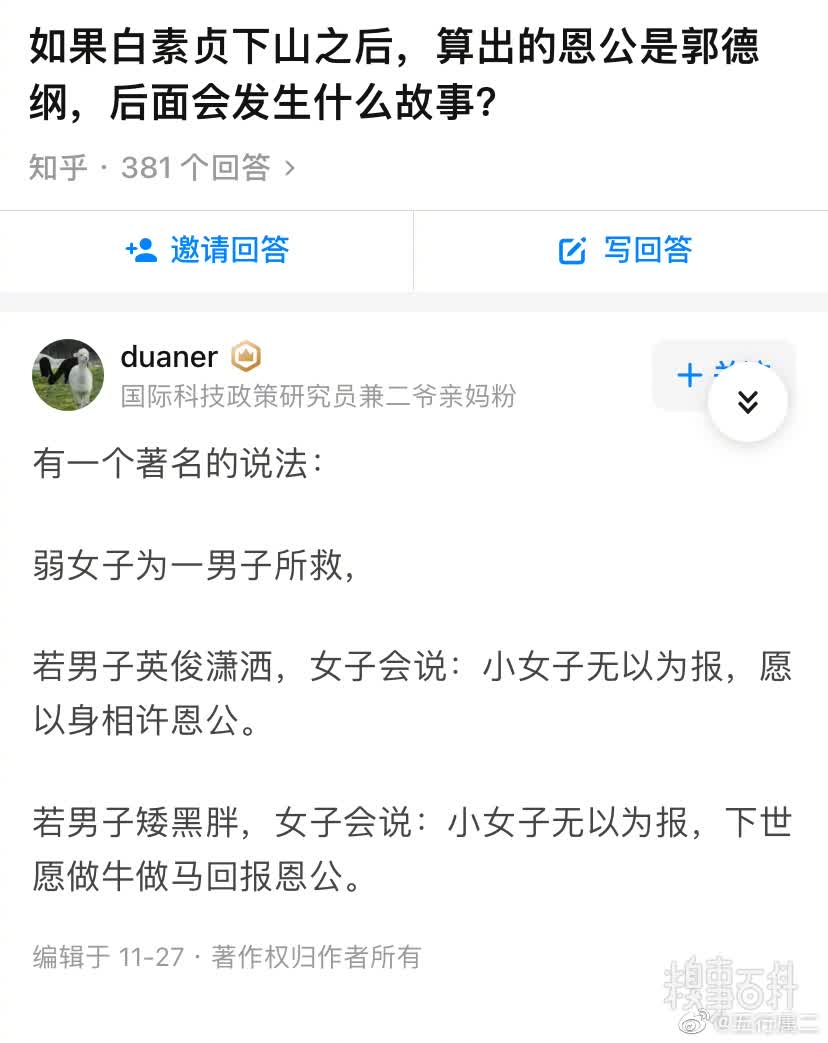 如果白素贞下山之后，算出的恩公是郭德
纲，后面会发生什么故事？
知乎 · 381 个回答 ›
邀请回答
写回答
duaner
国际科技政策研究员兼二爷亲妈粉
有一个著名的说法：
弱女子为一男子所救，
若男子英俊潇洒，女子会说：小女子无以为报，愿
以身相许恩公。
若男子矮黑胖，女子会说：小女子无以为报，下世
愿做牛做马回报恩公。
编辑于 11-27 · 著作权归作者所有
糗事百科
@五行属二